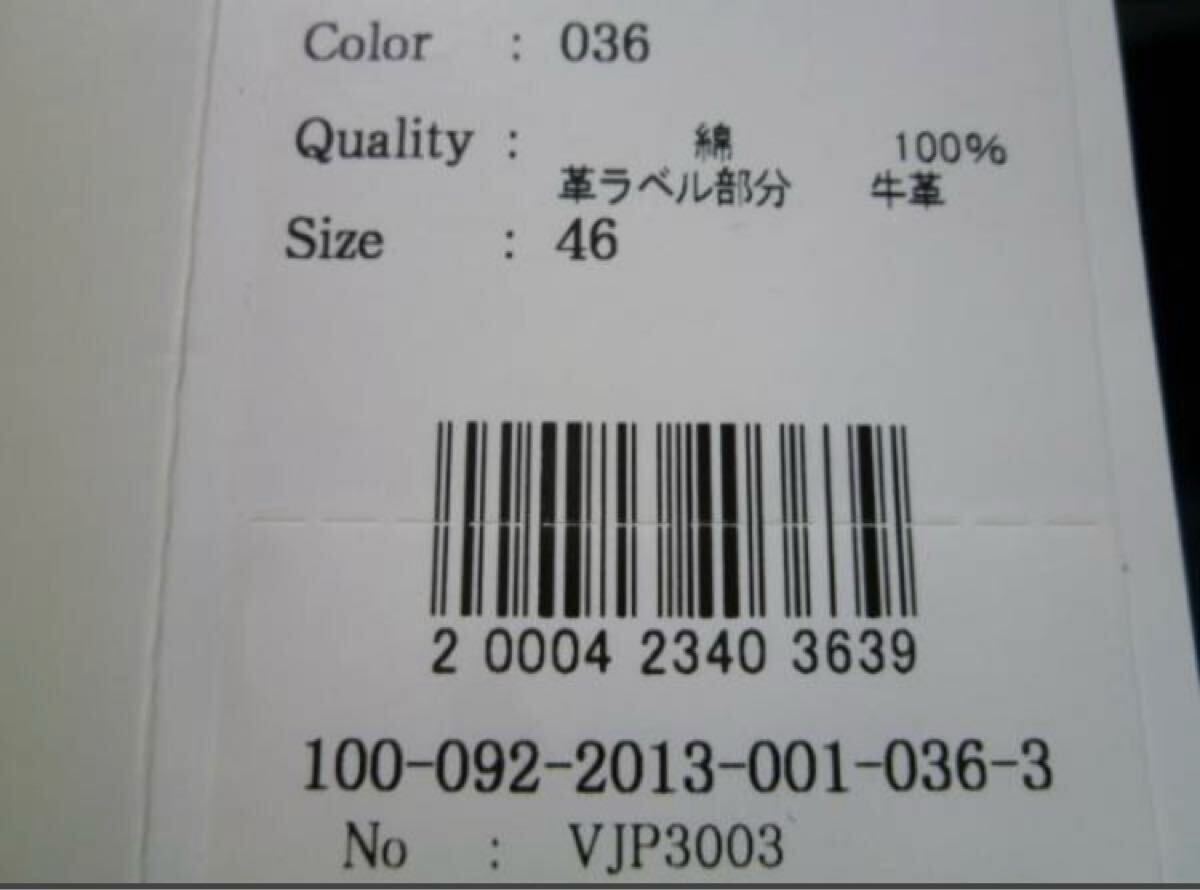 Color : 036
Quality : 綿 100%
革ラベル部分 牛革
Size : 46
2 0004 2340 3639
100-092-2013-001-036-3
No : VJP3003